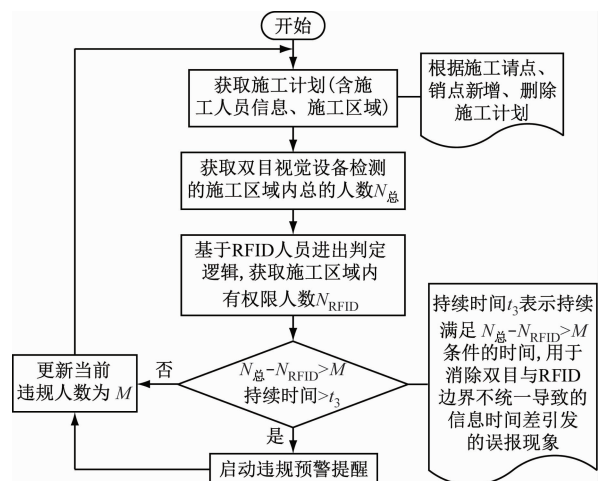 开始
获取施工计划(含施
工人员信息、施工区域)
根据施工请点、
销点新增、删除
施工计划
获取双目视觉设备检测
的施工区域内总的人数N总
基于RFID人员进出判定
逻辑,获取施工区域内
有权限人数NRFID
持续时间t3表示持续
满足 N总-NRFID>M
条件的时间,用于
消除双目与RFID
边界不统一导致的
信息时间差引发
的误报现象
N总-NRFID>M
持续时间>t3
否
更新当前
违规人数为 M
是
启动违规预警提醒